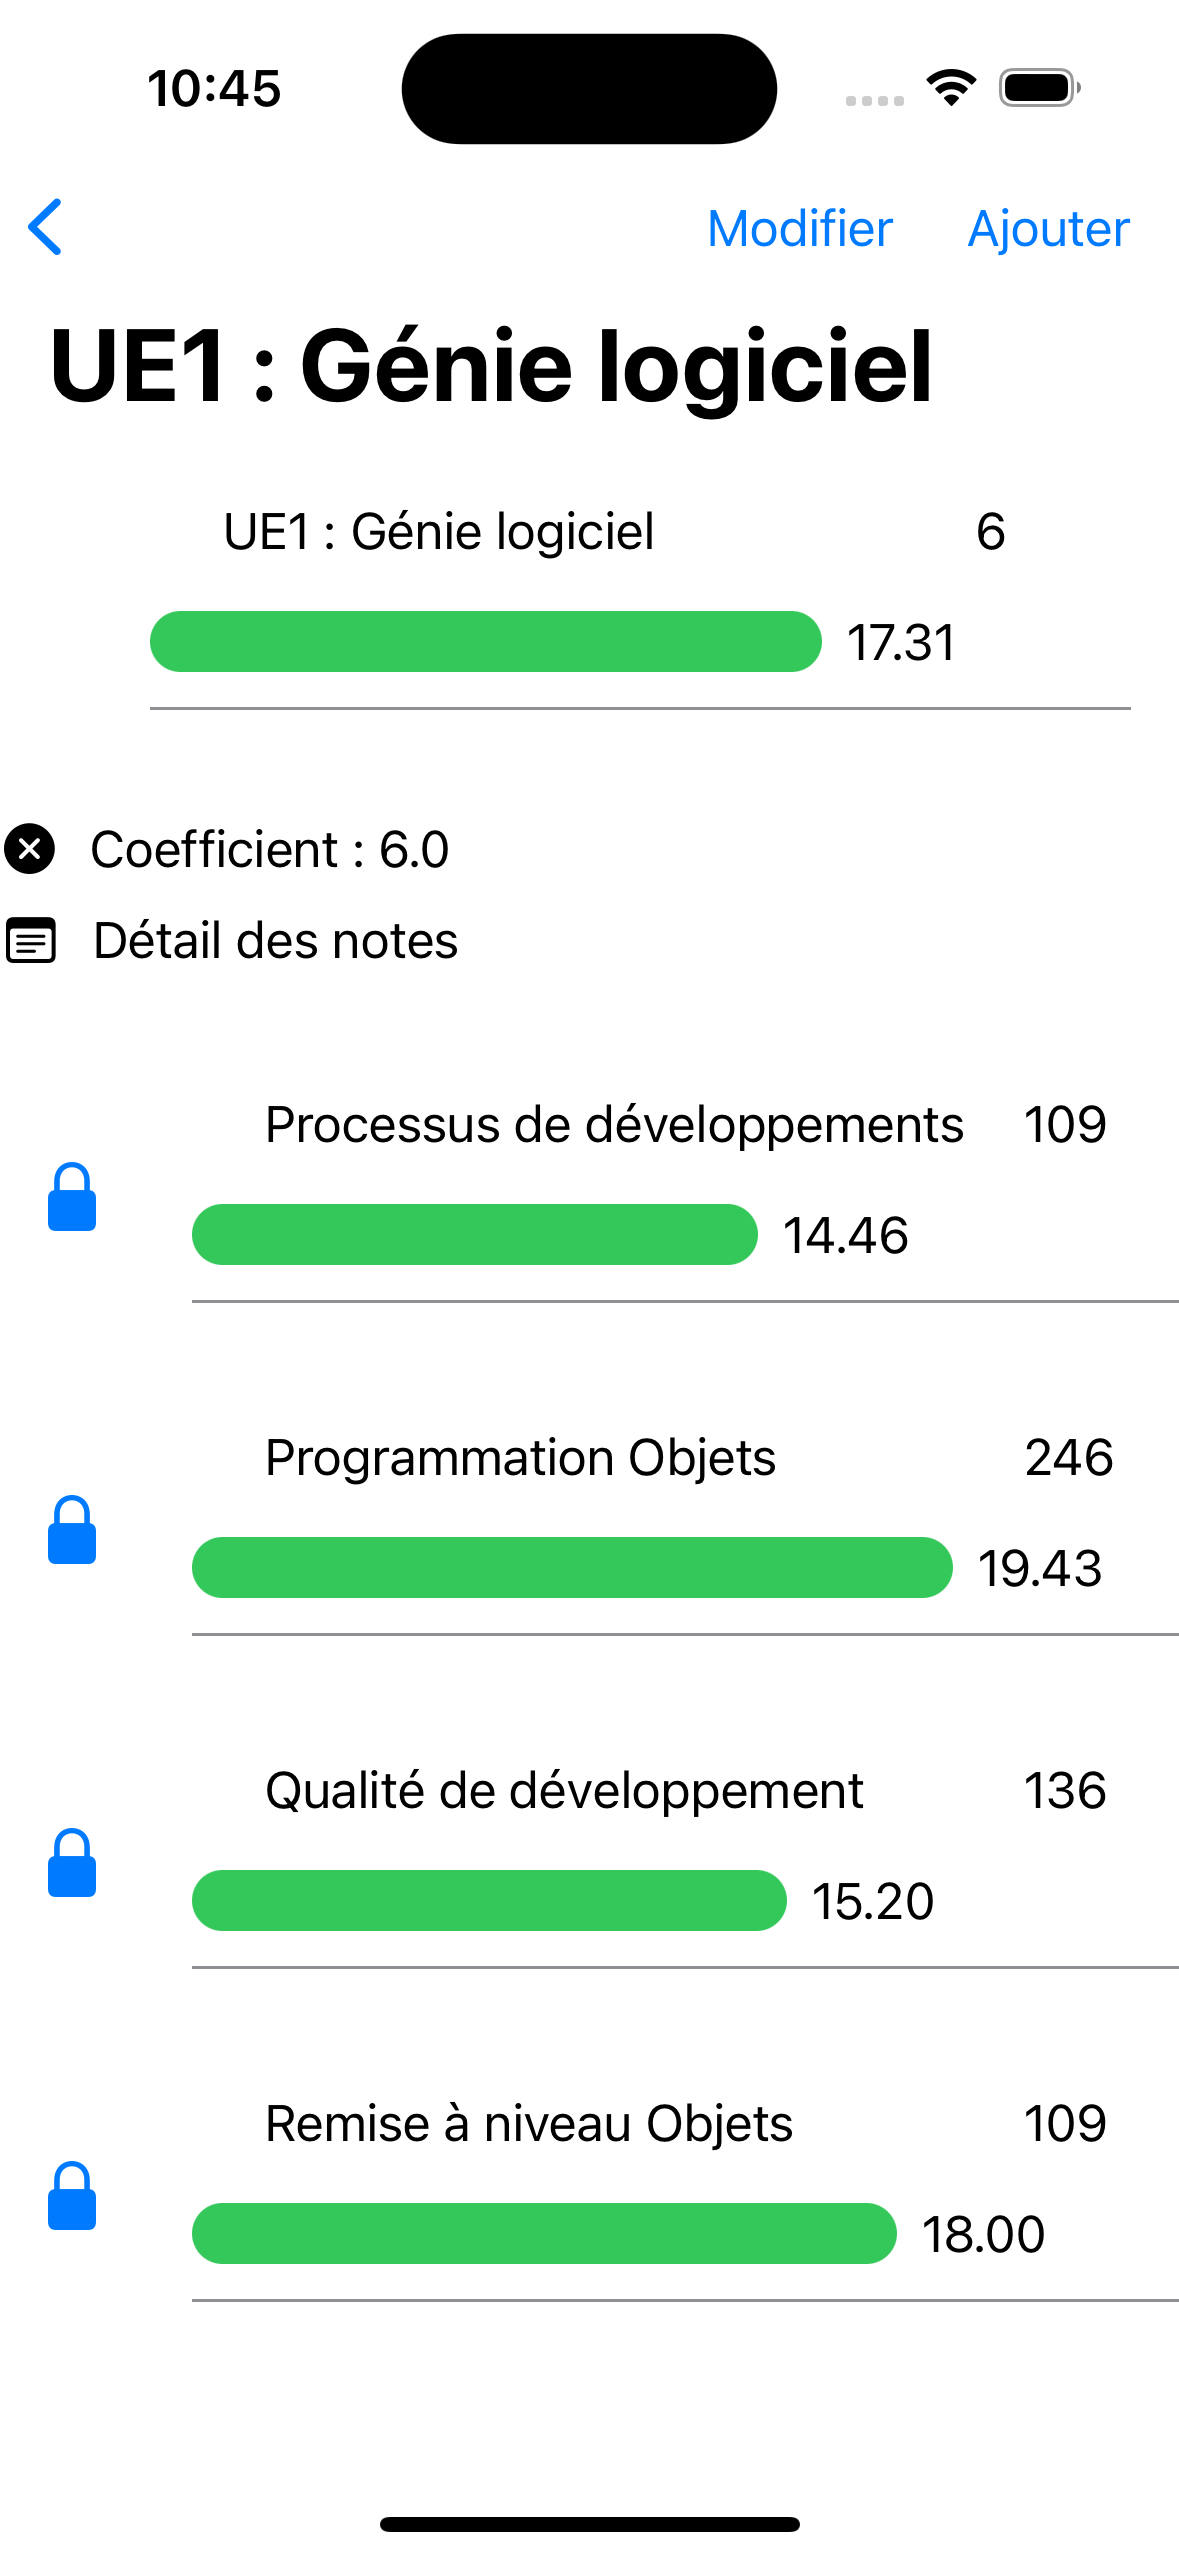 10:45
Modifier Ajouter
UE1 : Génie logiciel
UE1 : Génie logiciel 6
17.31
Coefficient : 6.0
Détail des notes
Processus de développements 109
14.46
Programmation Objets 246
19.43
Qualité de développement 136
15.20
Remise à niveau Objets 109
18.00